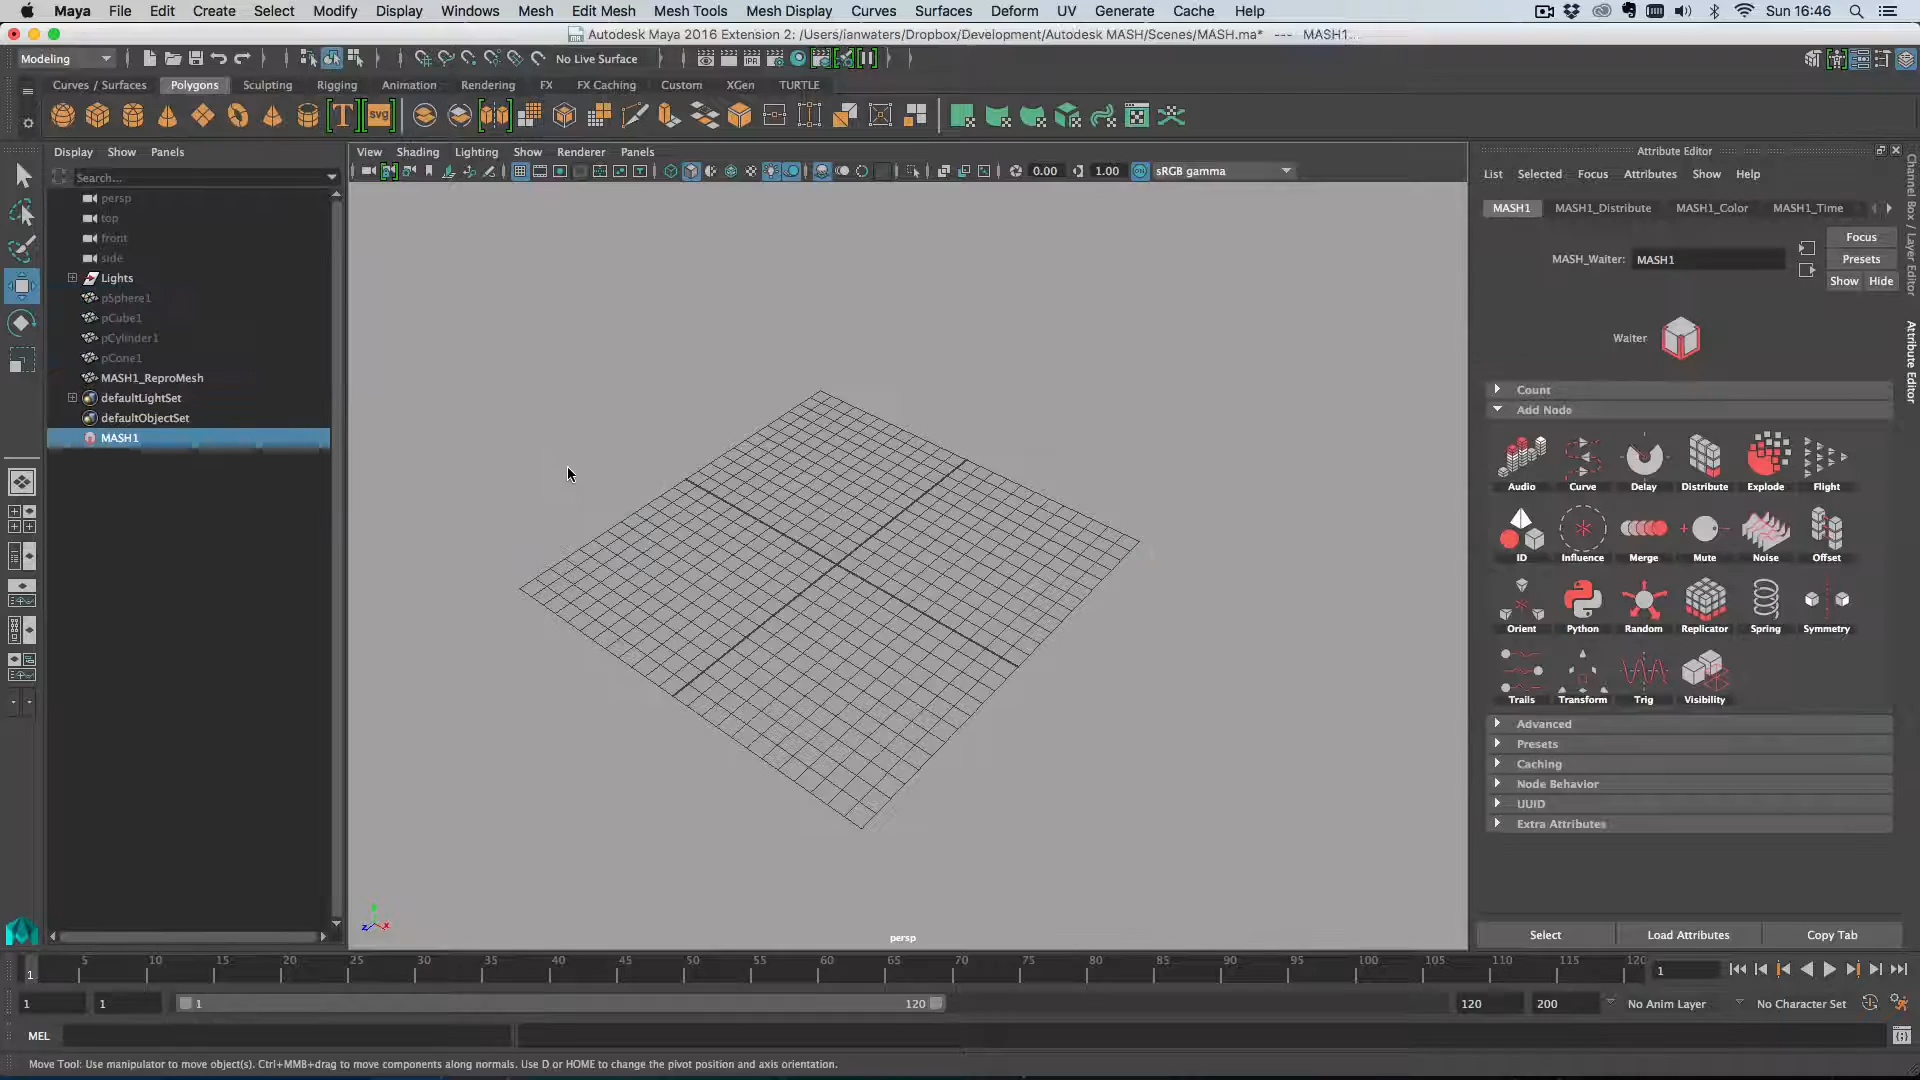 Maya File Edit Create Select Modify Display Windows Mesh Edit Mesh Mesh Tools Mesh Display Curves Surfaces Deform UV Generate Cache Help Sun 16:46
Autodesk Maya 2016 Extension 2: /Users/ianwaters/Dropbox/Development/Autodesk MASH/Scenes/MASH.ma* --- MASH1...
Modeling No Live Surface
Curves / Surfaces Polygons Sculpting Rigging Animation Rendering FX FX Caching Custom XGen TURTLE
T svg
Display Show Panels
Search...
persp
top
front
side
Lights
pSphere1
pCube1
pCylinder1
pCone1
MASH1_ReproMesh
defaultLightSet
defaultObjectSet
MASH1
View Shading Lighting Show Renderer Panels
0.00 1.00 sRGB gamma
persp
Attribute Editor
List Selected Focus Attributes Show Help
MASH1 MASH1_Distribute MASH1_Color MASH1_Time
Focus
MASH_Waiter: MASH1 Presets
Show Hide
Waiter
Count
Add Node
Audio Curve Delay Distribute Explode Flight
ID Influence Merge Mute Noise Offset
Orient Python Random Replicator Spring Symmetry
Trails Transform Trig Visibility
Advanced
Presets
Caching
Node Behavior
UUID
Extra Attributes
Select Load Attributes Copy Tab
Channel Box / Layer Editor
Attribute Editor
1 5 10 15 20 25 30 35 40 45 50 55 60 65 70 75 80 85 90 95 100 105 110 115 120 1
1 1 1 120 120 200 No Anim Layer No Character Set
MEL
Move Tool: Use manipulator to move object(s). Ctrl+MMB+drag to move components along normals. Use D or HOME to change the pivot position and axis orientation.